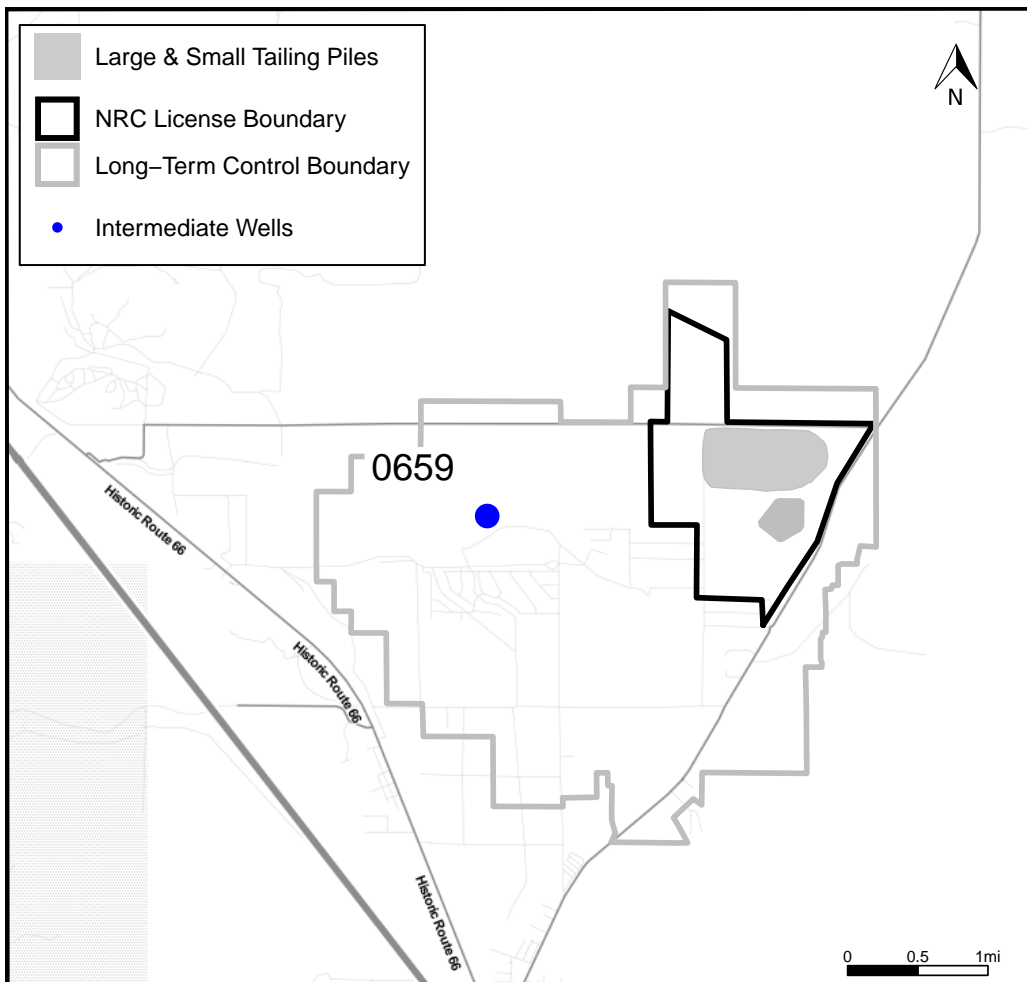 Large & Small Tailing Piles
NRC License Boundary
Long−Term Control Boundary
Intermediate Wells
N
0659
Historic Route 66
Historic Route 66
Historic Route 66
0 0.5 1mi